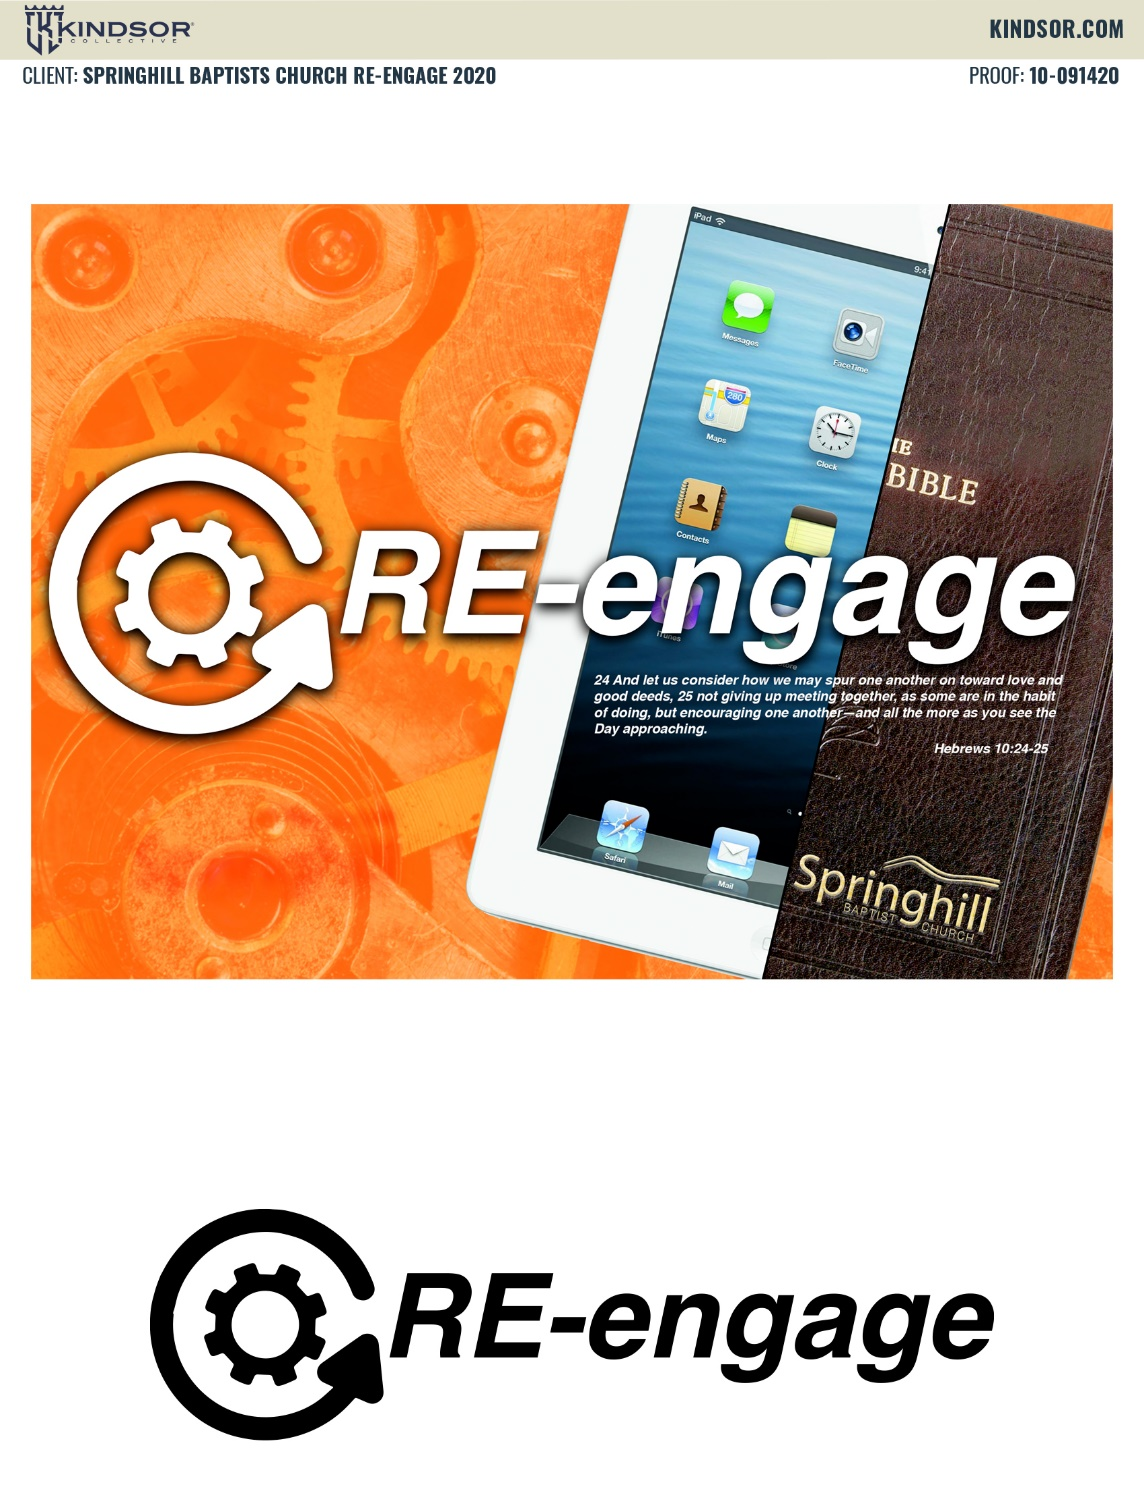 KINDSOR
COLLECTIVE
KINDSOR.COM
CLIENT: SPRINGHILL BAPTISTS CHURCH RE-ENGAGE 2020
PROOF: 10-091420
iPad
9:41
Messages
FaceTime
Maps
280
Clock
Contacts
BIBLE
RE-engage
iTunes
24 And let us consider how we may spur one another on toward love and
good deeds, 25 not giving up meeting together, as some are in the habit
of doing, but encouraging one another—and all the more as you see the
Day approaching.
Hebrews 10:24-25
Safari
Mail
Springhill
BAPTIST
CHURCH
RE-engage